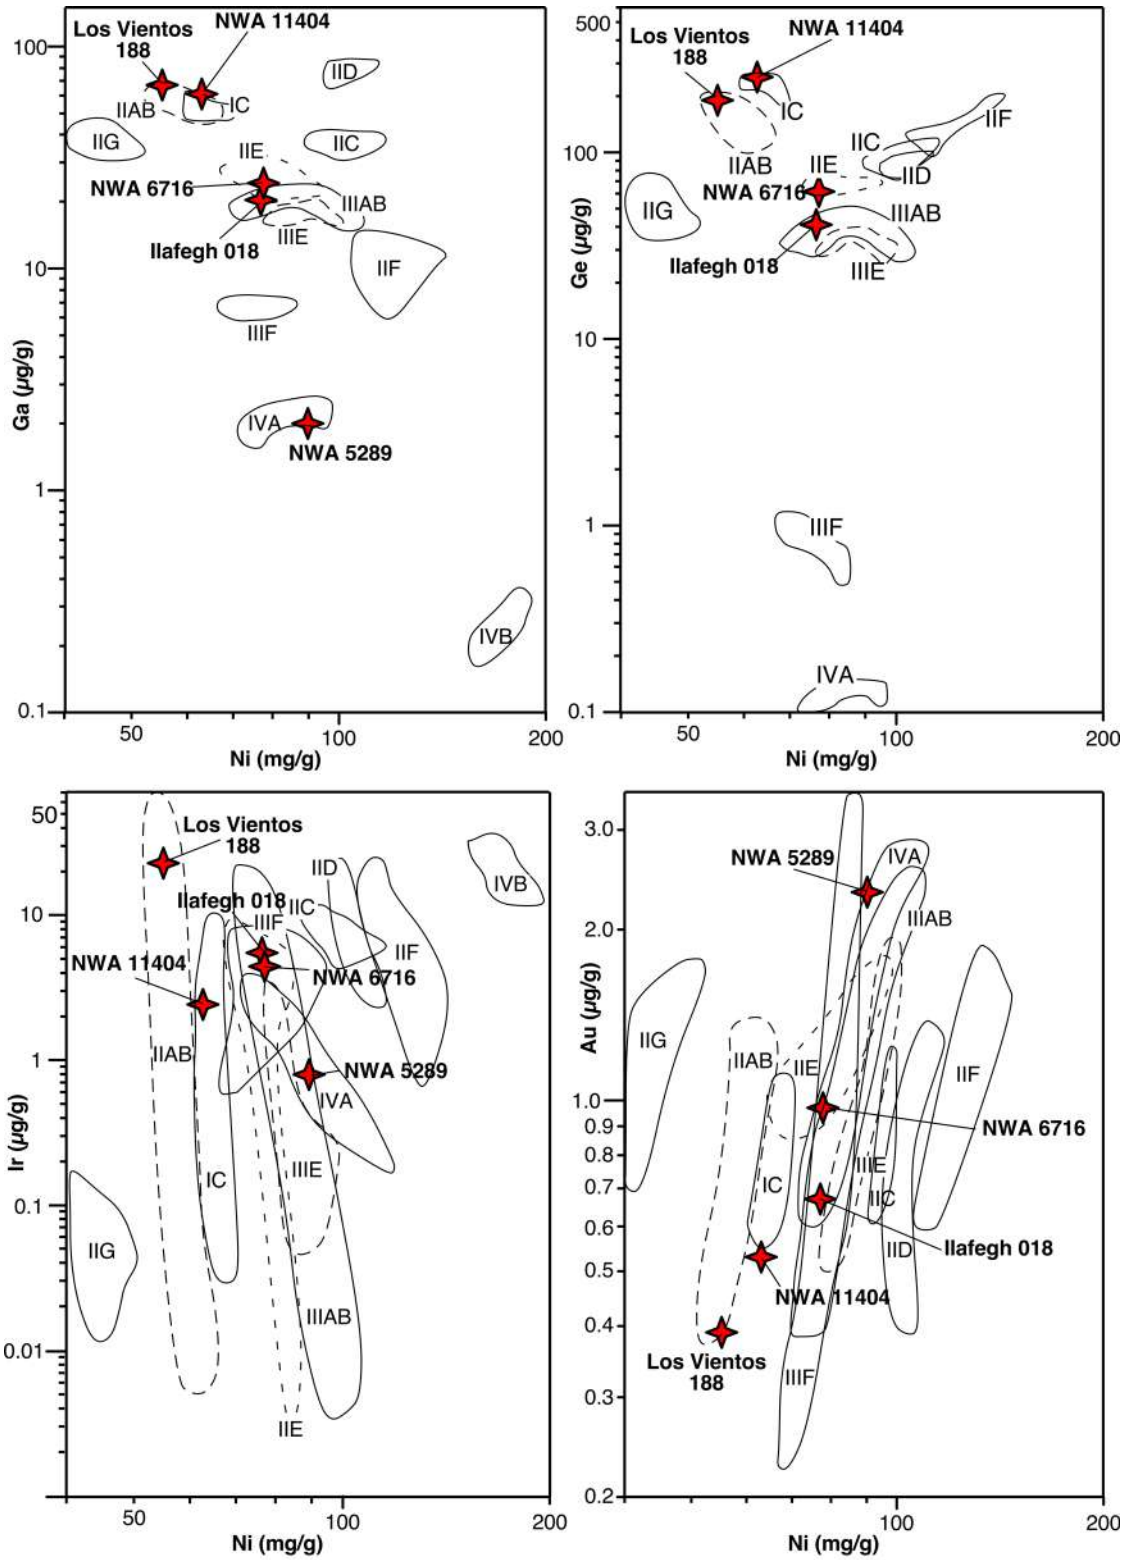 Los Vientos
188
NWA 11404
100
IID
IIAB
IC
IIG
IIC
IIE
NWA 6716
IIIAB
IIIE
Ilafegh 018
IIF
10
IIIF
IVA
NWA 5289
1
IVB
0.1
50
100
200
Ga (µg/g)
Ni (mg/g)
500
NWA 11404
Los Vientos
188
IC
IIF
IIC
100
IIAB
IIE
IID
NWA 6716
IIG
IIIAB
Ilafegh 018
IIIE
10
1
IIIF
IVA
0.1
50
100
200
Ge (µg/g)
Ni (mg/g)
50
Los Vientos
188
IID
IVB
Ilafegh 018
IIC
10
IIIF
IIF
NWA 11404
NWA 6716
IIAB
1
NWA 5289
IVA
IIIE
IC
0.1
IIG
IIIAB
0.01
IIE
50
100
200
Ir (µg/g)
Ni (mg/g)
3.0
NWA 5289
IVA
IIIAB
2.0
IIG
IIAB
IIE
IIF
1.0
0.9
NWA 6716
0.8
IIIE
IC
0.7
IIC
0.6
IID
Ilafegh 018
0.5
NWA 11404
0.4
Los Vientos
188
IIIF
0.3
0.2
50
100
200
Au (µg/g)
Ni (mg/g)